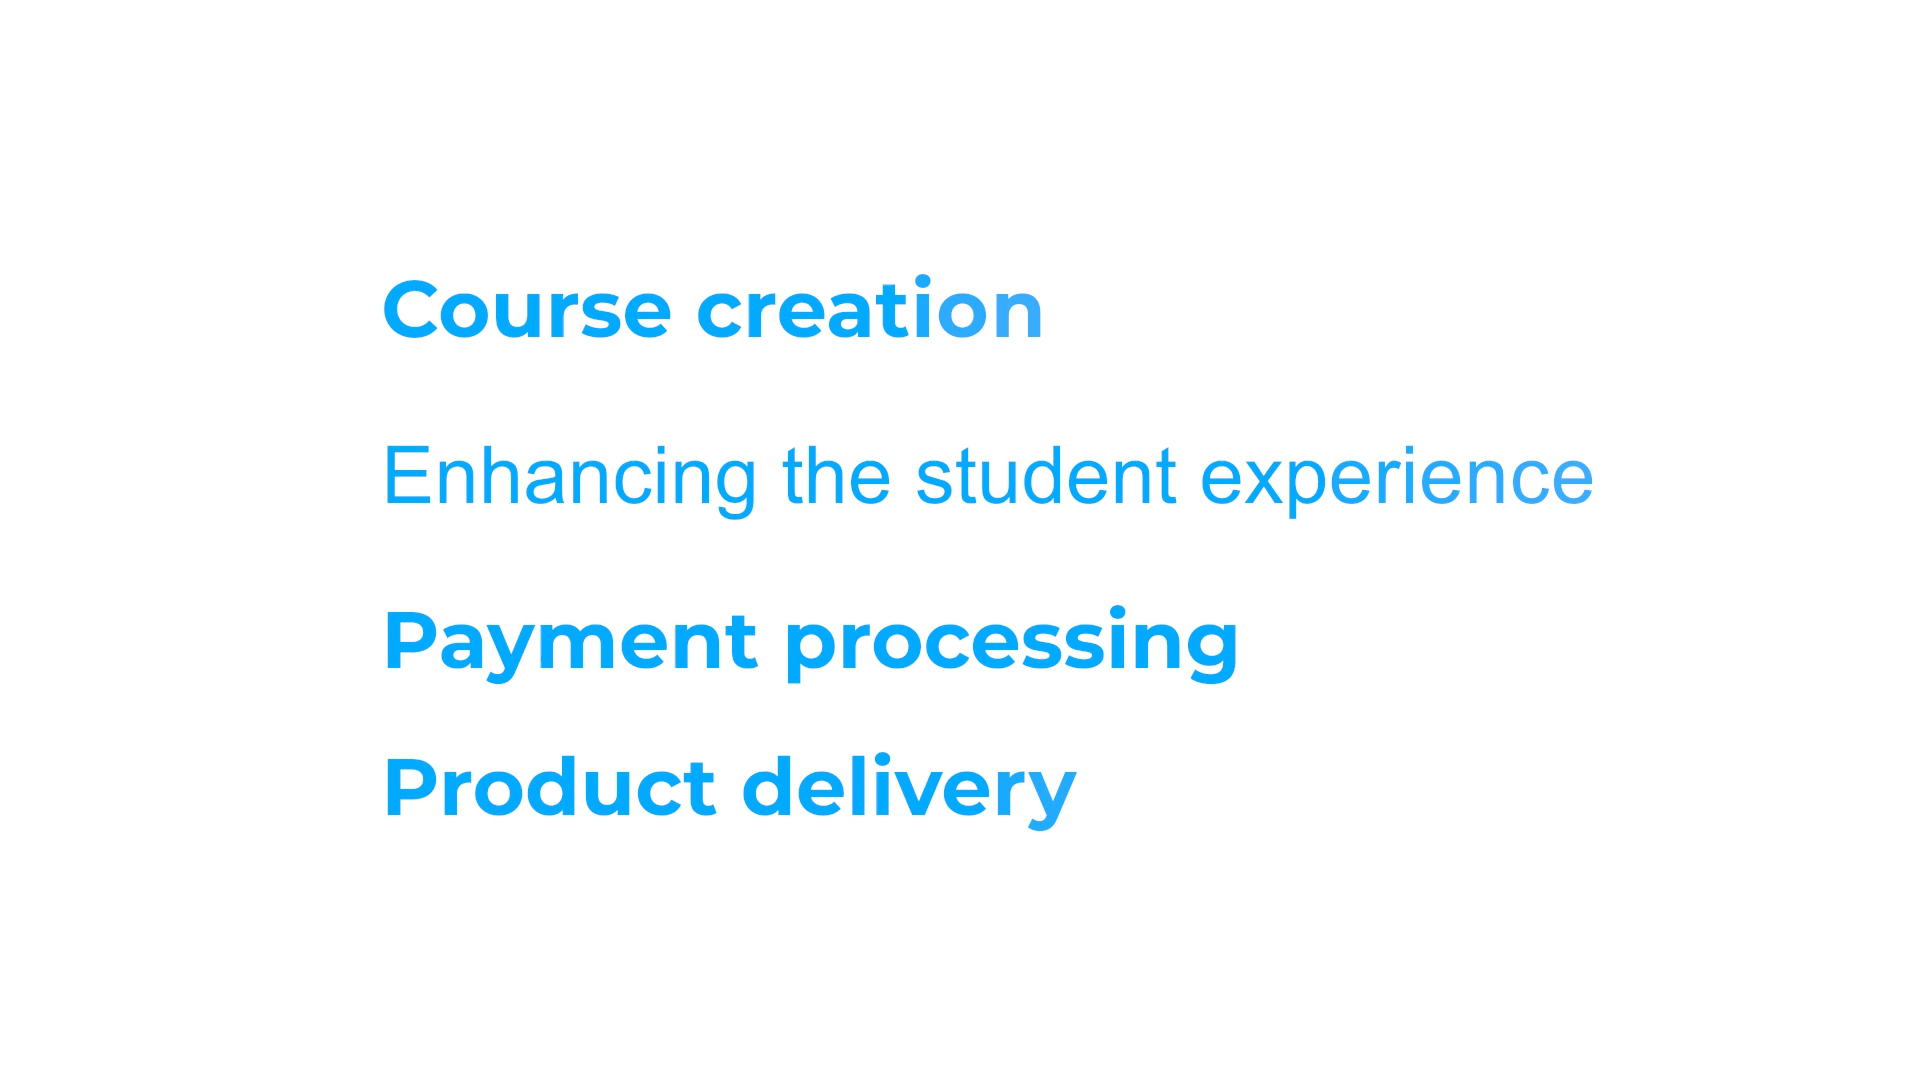 Course creation
Enhancing the student experience
Payment processing
Product delivery